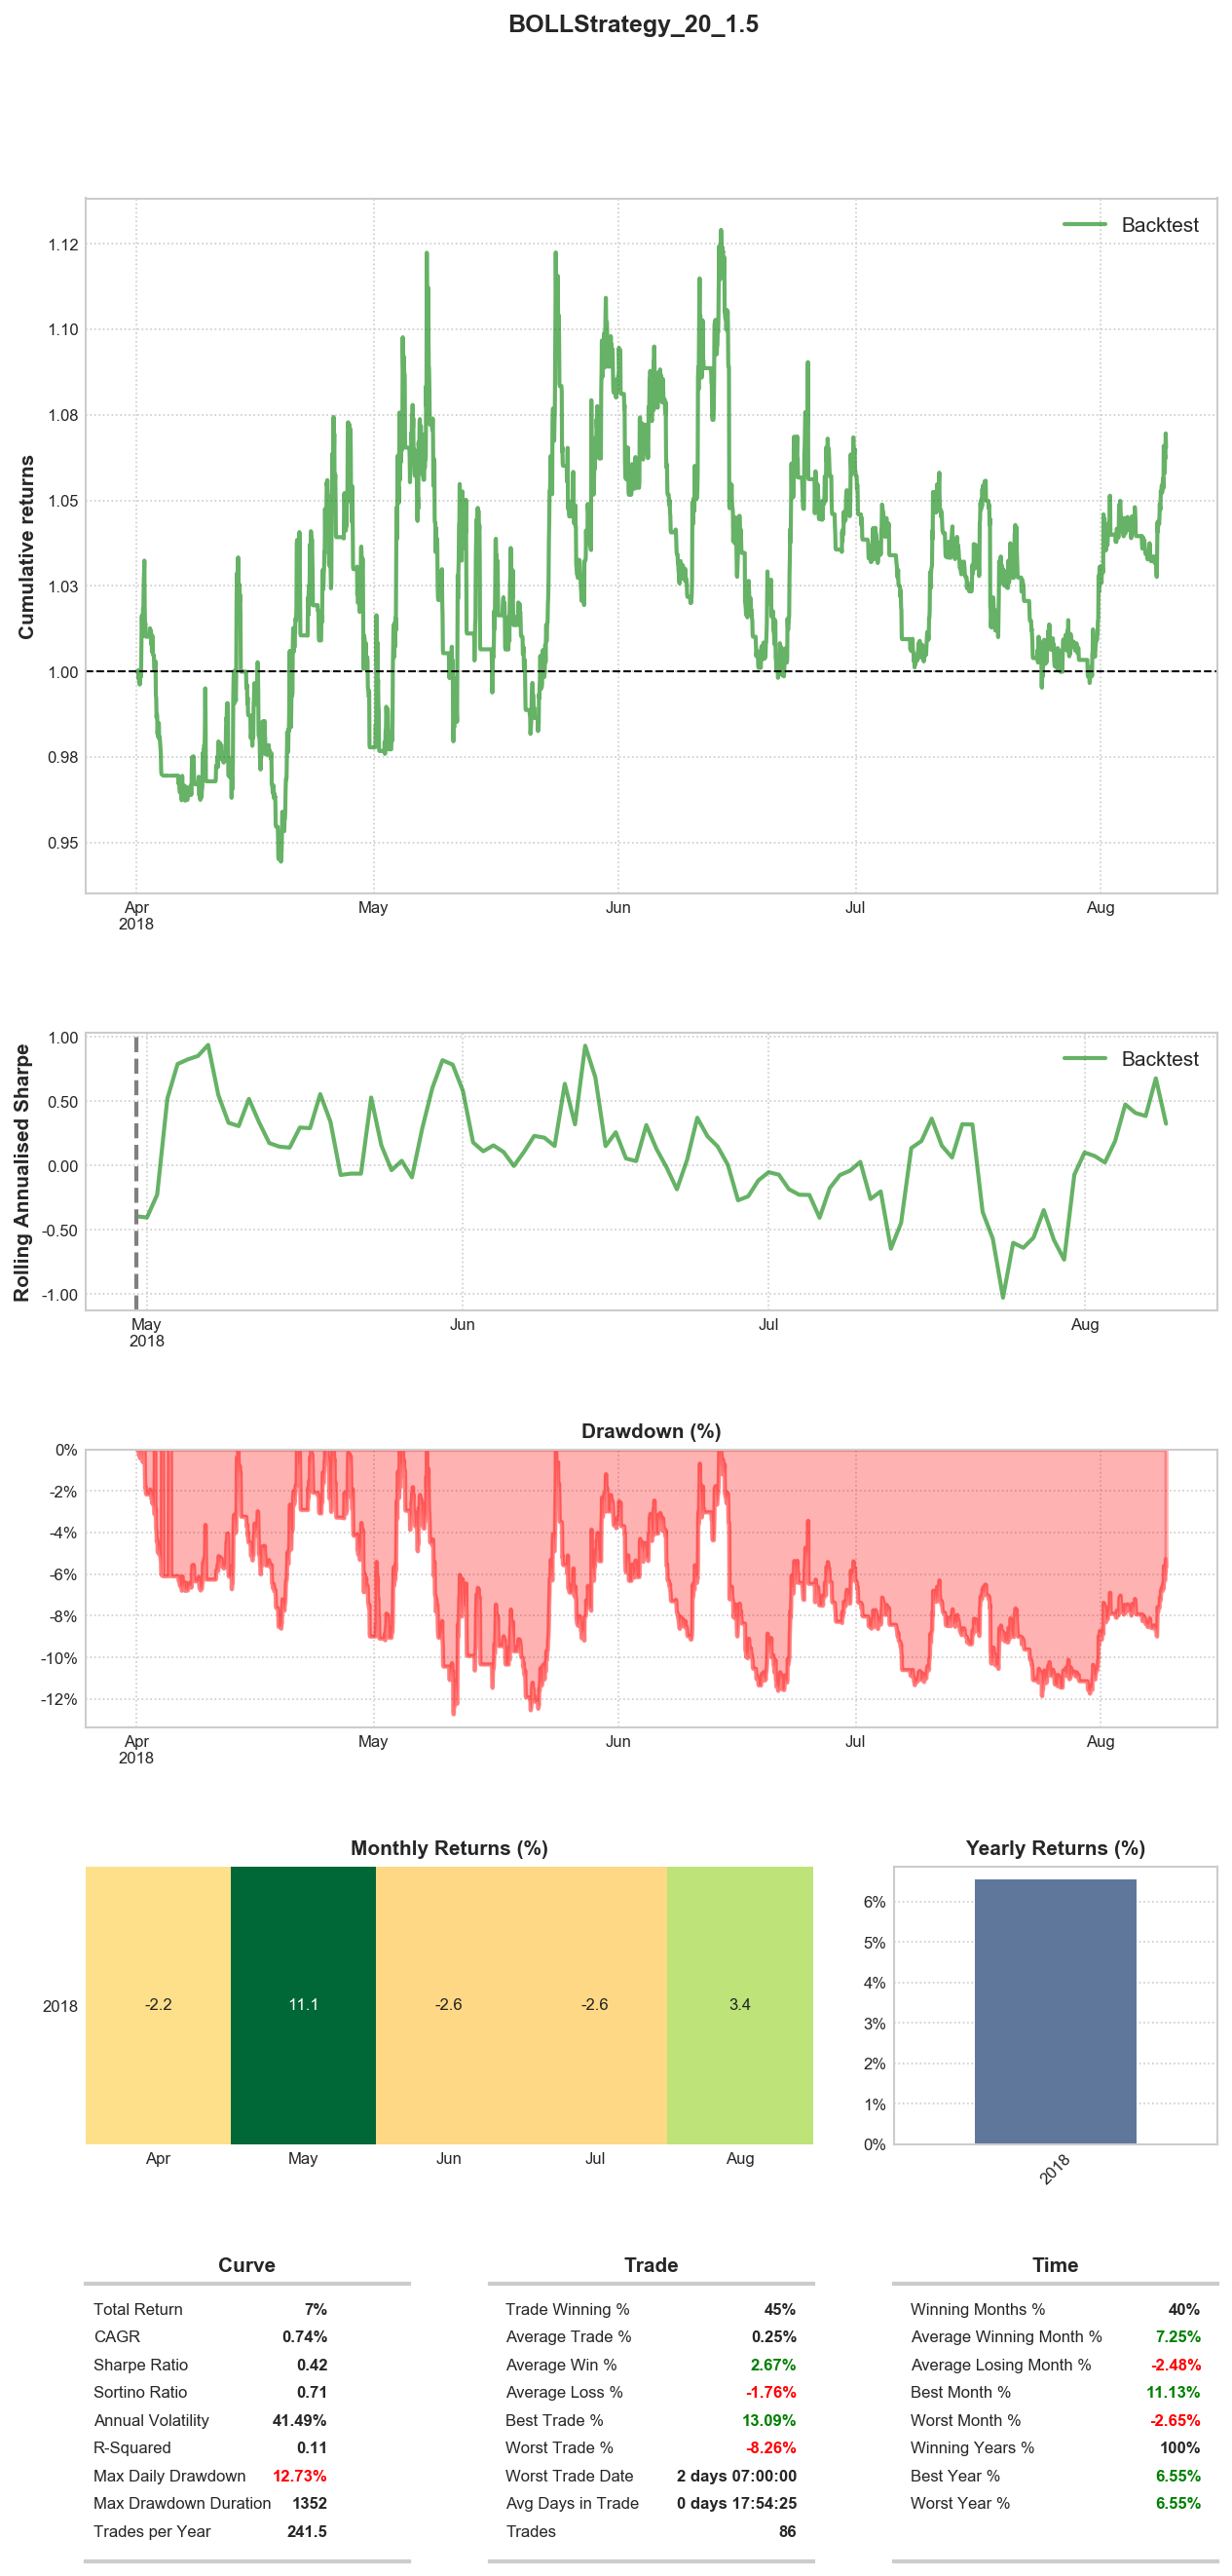 BOLLStrategy_20_1.5
Cumulative returns
Backtest
1.12
1.10
1.08
1.05
1.03
1.00
0.98
0.95
Apr
2018
May
Jun
Jul
Aug
Rolling Annualised Sharpe
Backtest
1.00
0.50
0.00
-0.50
-1.00
May
2018
Jun
Jul
Aug
Drawdown (%)
0%
-2%
-4%
-6%
-8%
-10%
-12%
Apr
2018
May
Jun
Jul
Aug
Monthly Returns (%)
2018
-2.2
11.1
-2.6
-2.6
3.4
Apr
May
Jun
Jul
Aug
Yearly Returns (%)
6%
5%
4%
3%
2%
1%
0%
2018
Curve
Total Return 7%
CAGR 0.74%
Sharpe Ratio 0.42
Sortino Ratio 0.71
Annual Volatility 41.49%
R-Squared 0.11
Max Daily Drawdown 12.73%
Max Drawdown Duration 1352
Trades per Year 241.5
Trade
Trade Winning % 45%
Average Trade % 0.25%
Average Win % 2.67%
Average Loss % -1.76%
Best Trade % 13.09%
Worst Trade % -8.26%
Worst Trade Date 2 days 07:00:00
Avg Days in Trade 0 days 17:54:25
Trades 86
Time
Winning Months % 40%
Average Winning Month % 7.25%
Average Losing Month % -2.48%
Best Month % 11.13%
Worst Month % -2.65%
Winning Years % 100%
Best Year % 6.55%
Worst Year % 6.55%